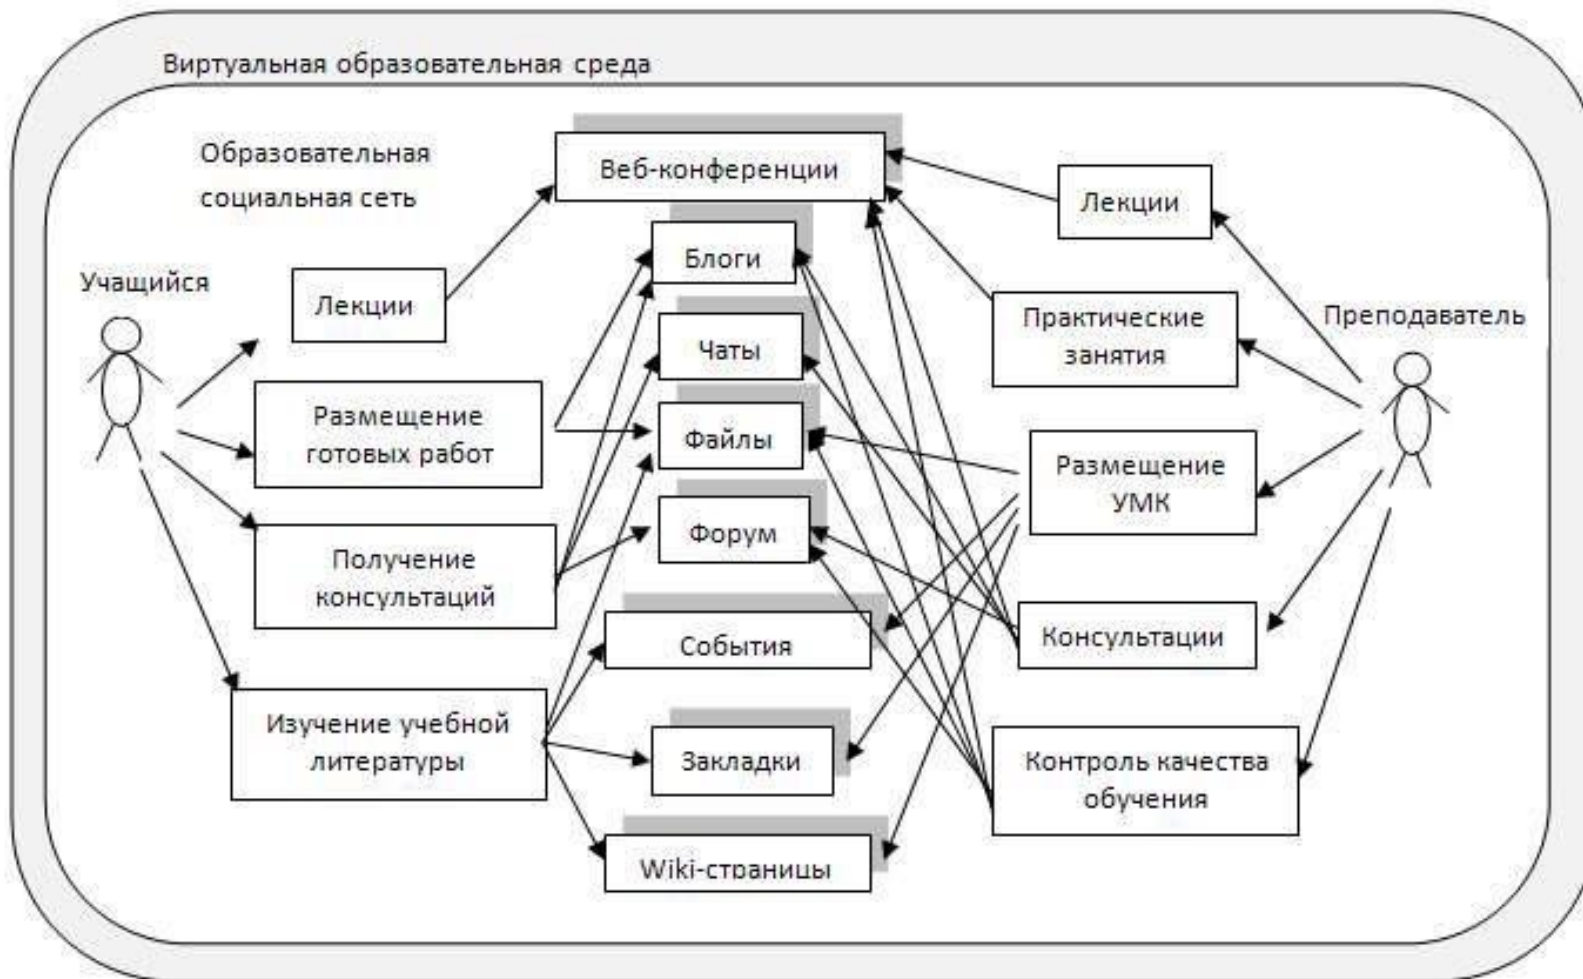 Виртуальная образовательная среда
Образовательная
социальная сеть
Учащийся
Лекции
Размещение
готовых работ
Получение
консультаций
Изучение учебной
литературы
Веб-конференции
Блоги
Чаты
Файлы
Форум
События
Закладки
Wiki-страницы
Лекции
Практические
занятия
Размещение
УМК
Консультации
Контроль качества
обучения
Преподаватель